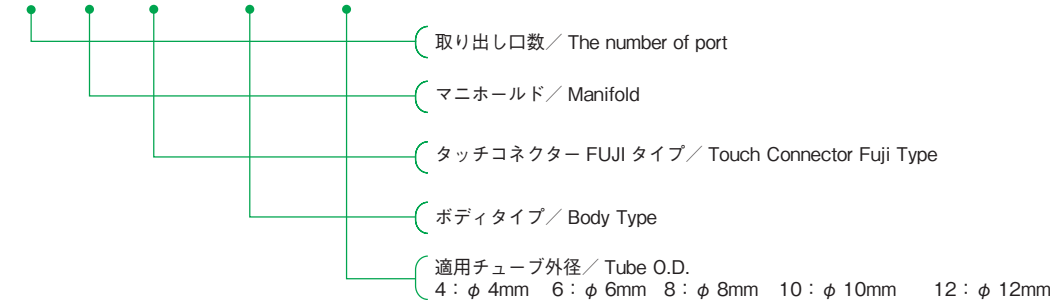 取り出し口数／ The number of port
マニホールド／ Manifold
タッチコネクター FUJI タイプ／ Touch Connector Fuji Type
ボディタイプ／ Body Type
適用チューブ外径／ Tube O.D.
4：φ 4mm　6：φ 6mm　8：φ 8mm　10：φ 10mm　12：φ 12mm